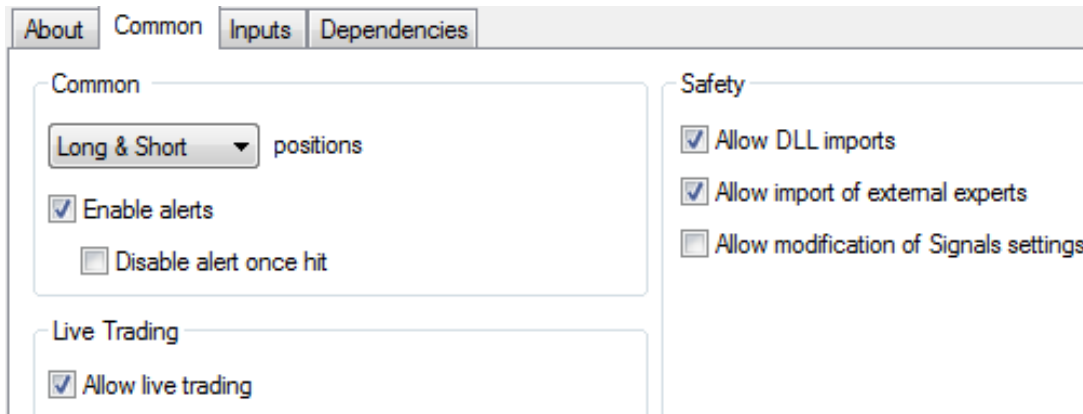 About Common Inputs Dependencies
Common
Long & Short positions
Enable alerts
Disable alert once hit
Live Trading
Allow live trading
Safety
Allow DLL imports
Allow import of external experts
Allow modification of Signals settings